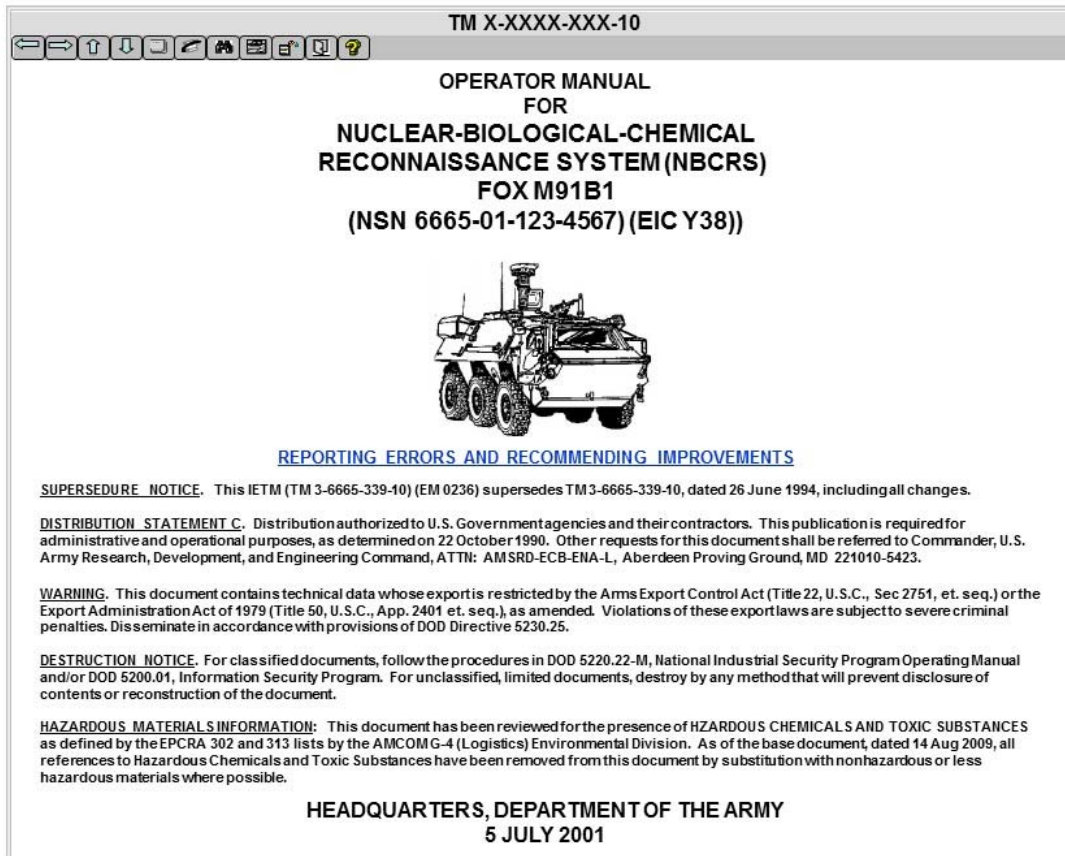 TM X-XXXX-XXX-10
OPERATOR MANUAL
FOR
NUCLEAR-BIOLOGICAL-CHEMICAL
RECONNAISSANCE SYSTEM (NBCRS)
FOX M91B1
(NSN 6665-01-123-4567) (EIC Y38))
REPORTING ERRORS AND RECOMMENDING IMPROVEMENTS
SUPERSEDURE NOTICE. This IETM (TM 3-6665-339-10) (EM 0236) supersedes TM 3-6665-339-10, dated 26 June 1994, including all changes.
DISTRIBUTION STATEMENT C. Distribution authorized to U.S. Government agencies and their contractors. This publication is required for
administrative and operational purposes, as determined on 22 October 1990. Other requests for this document shall be referred to Commander, U.S.
Army Research, Development, and Engineering Command, ATTN: AMSRD-ECB-ENA-L, Aberdeen Proving Ground, MD 221010-5423.
WARNING. This document contains technical data whose export is restricted by the Arms Export Control Act (Title 22, U.S.C., Sec 2751, et. seq.) or the
Export Administration Act of 1979 (Title 50, U.S.C., App. 2401 et. seq.), as amended. Violations of these export laws are subject to severe criminal
penalties. Disseminate in accordance with provisions of DOD Directive 5230.25.
DESTRUCTION NOTICE. For classified documents, follow the procedures in DOD 5220.22-M, National Industrial Security Program Operating Manual
and/or DOD 5200.01, Information Security Program. For unclassified, limited documents, destroy by any method that will prevent disclosure of
contents or reconstruction of the document.
HAZARDOUS MATERIALS INFORMATION: This document has been reviewed for the presence of HZARDOUS CHEMICALS AND TOXIC SUBSTANCES
as defined by the EPCRA 302 and 313 lists by the AMCOM G-4 (Logistics) Environmental Division. As of the base document, dated 14 Aug 2009, all
references to Hazardous Chemicals and Toxic Substances have been removed from this document by substitution with nonhazardous or less
hazardous materials where possible.
HEADQUARTERS, DEPARTMENT OF THE ARMY
5 JULY 2001